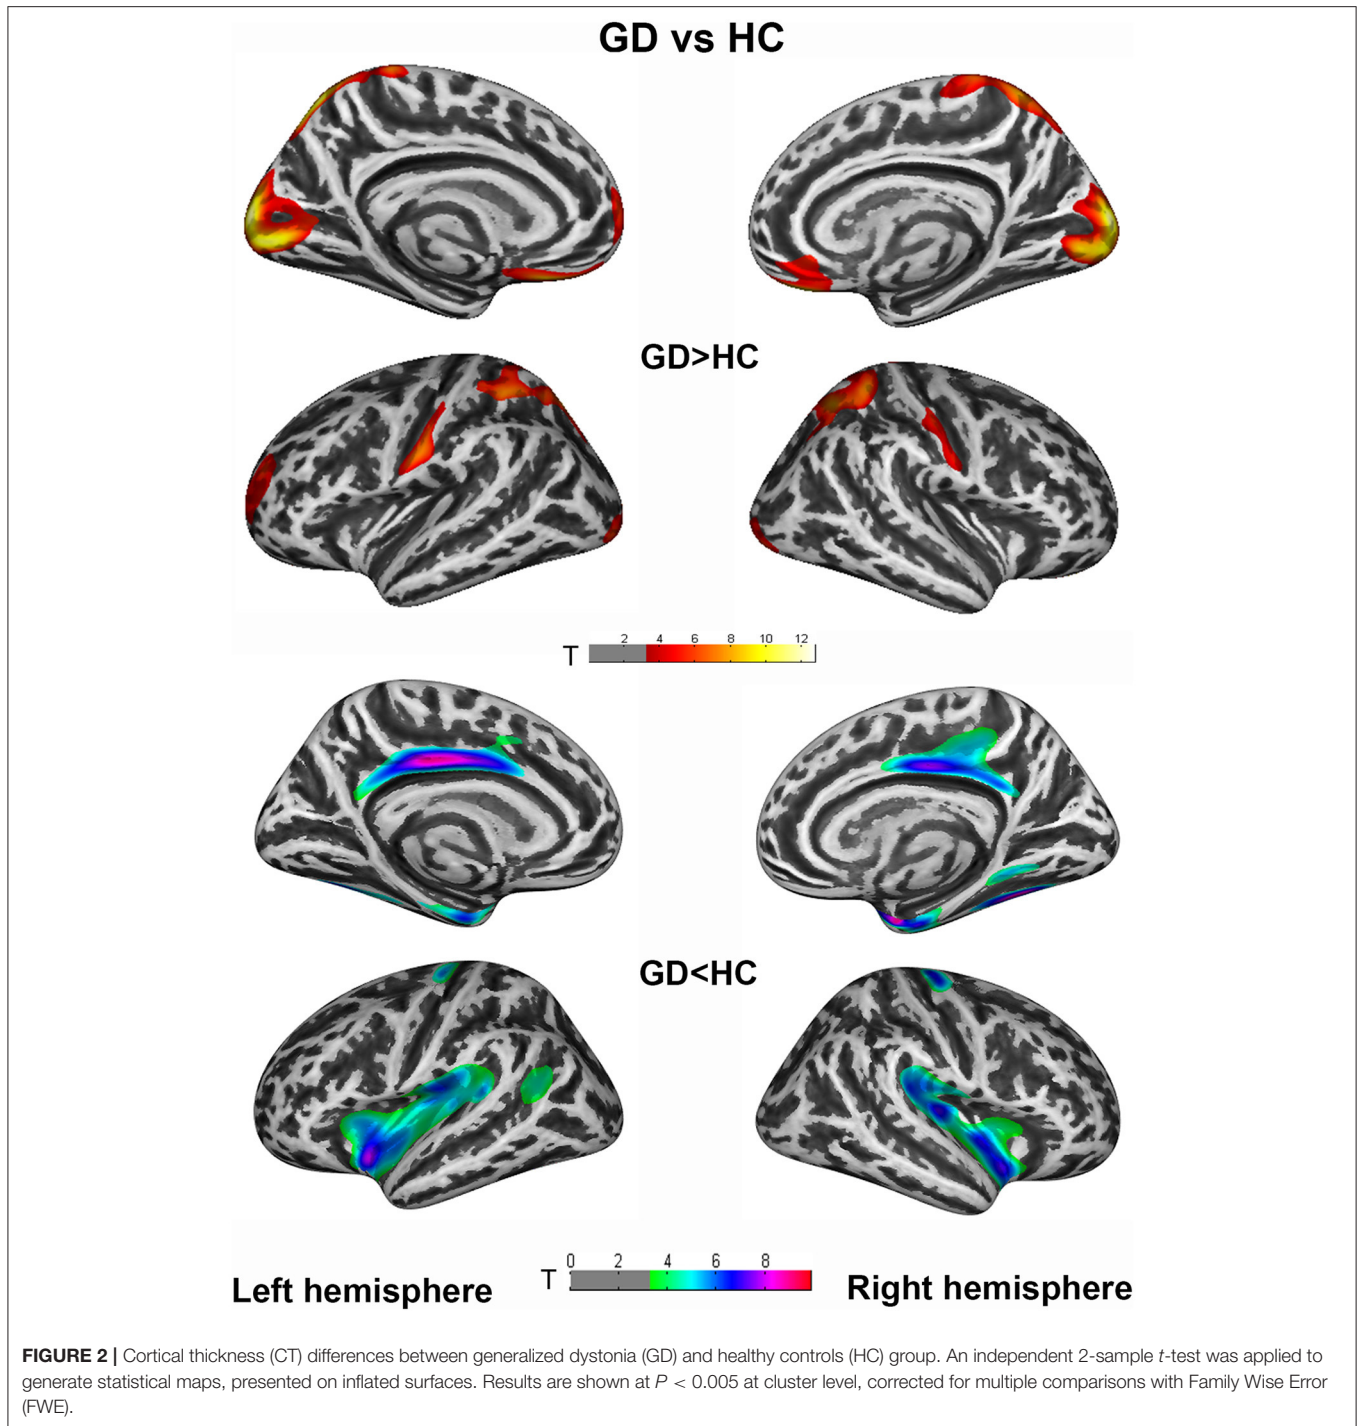 GD vs HC
GD>HC
2 4 6 8 10 12
T
GD<HC
0 2 4 6 8
T
Left hemisphere
Right hemisphere
FIGURE 2 | Cortical thickness (CT) differences between generalized dystonia (GD) and healthy controls (HC) group. An independent 2-sample t-test was applied to
generate statistical maps, presented on inflated surfaces. Results are shown at P < 0.005 at cluster level, corrected for multiple comparisons with Family Wise Error
(FWE).